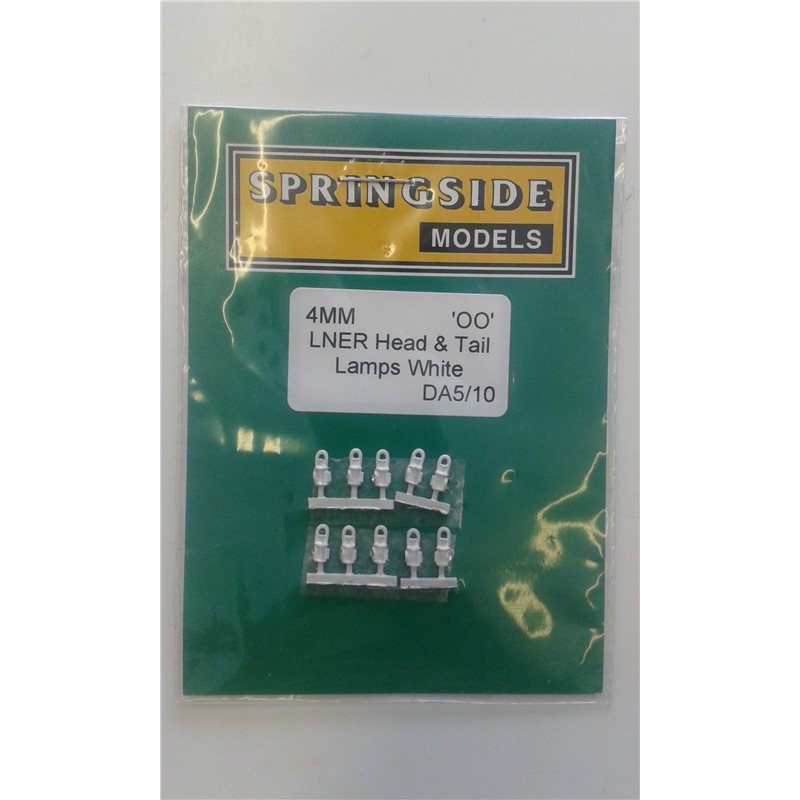 SPRINGSIDE
MODELS
4MM 'OO'
LNER Head & Tail
Lamps White
DA5/10